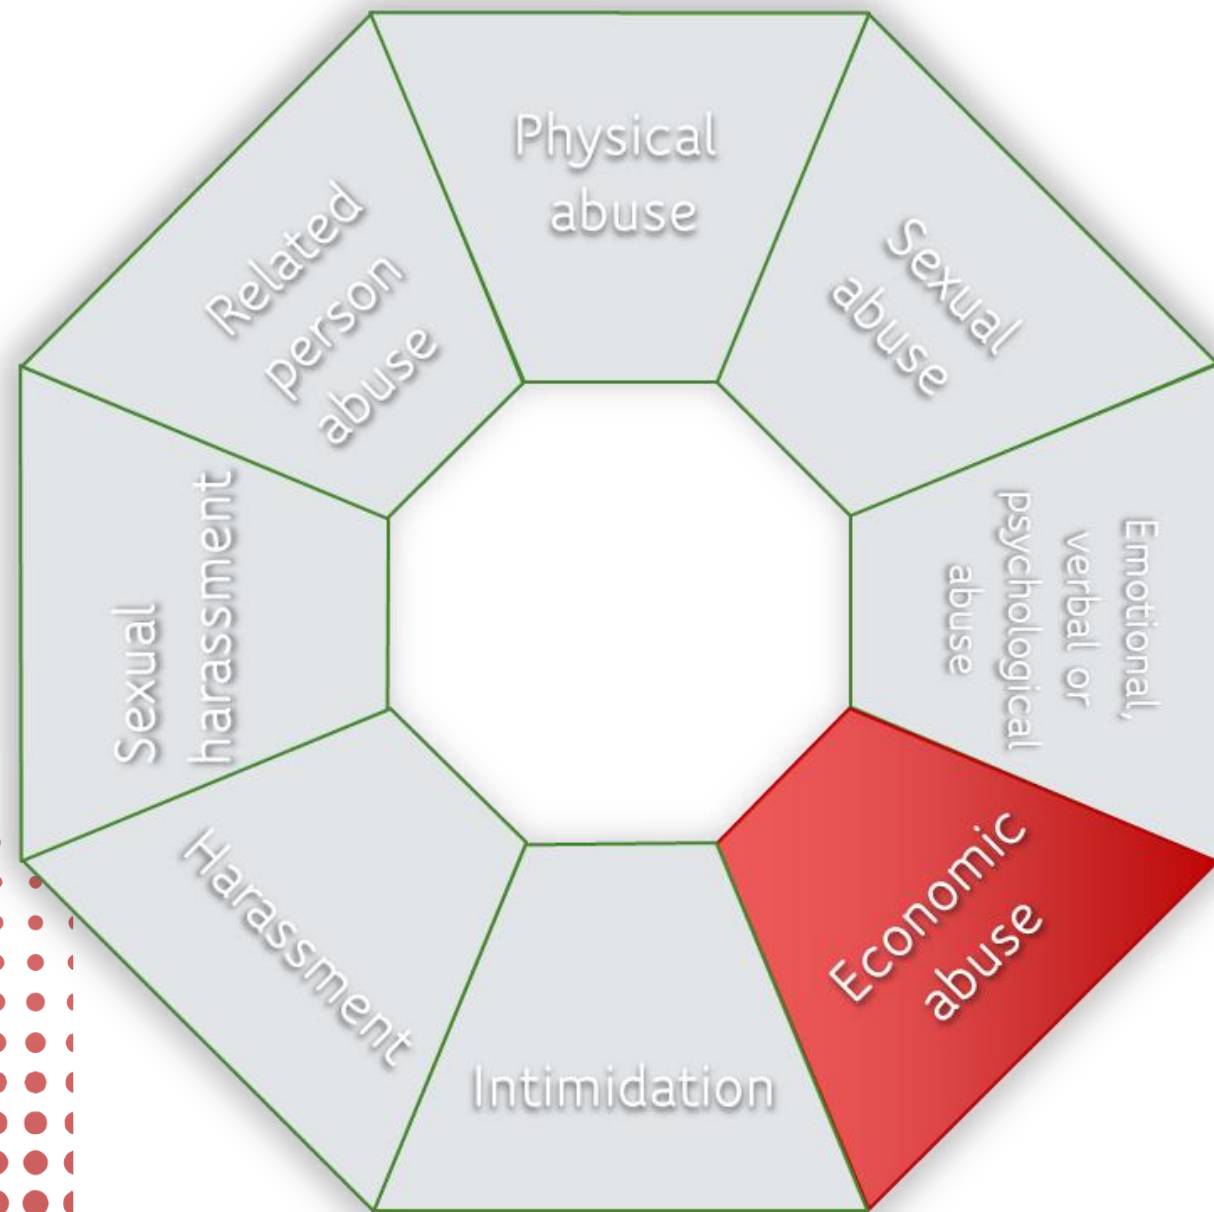 Physical
abuse
Sexual
abuse
Emotional,
verbal or
psychological
abuse
Economic
abuse
Intimidation
Harassment
Sexual
harassment
Related
person
abuse